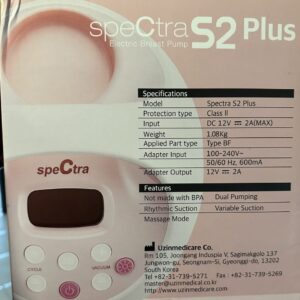 speCtra S2 Plus
Electric Breast Pump
Specifications
Model Spectra S2 Plus
Protection type Class II
Input DC 12V ⎓ 2A(MAX)
Weight 1.08Kg
Applied Part type Type BF
Adapter Input 100-240V~
50/60 Hz, 600mA
Adapter Output 12V ⎓ 2A
Features
Not made with BPA Dual Pumping
Rhythmic Suction Variable Suction
Massage Mode
speCtra
CYCLE
VACUUM
Uzinmedicare Co.
Rm 105, Joongang Induspia V, Sagimakgol-ro 137
Jungwon-gu, Seongnam-Si, Gyeonggi-do, 13202
South Korea
Tel : +82-31-739-5271 Fax : +82-31-739-5269
master@uzinmedical.co.kr
http://www.uzinmedicare.com